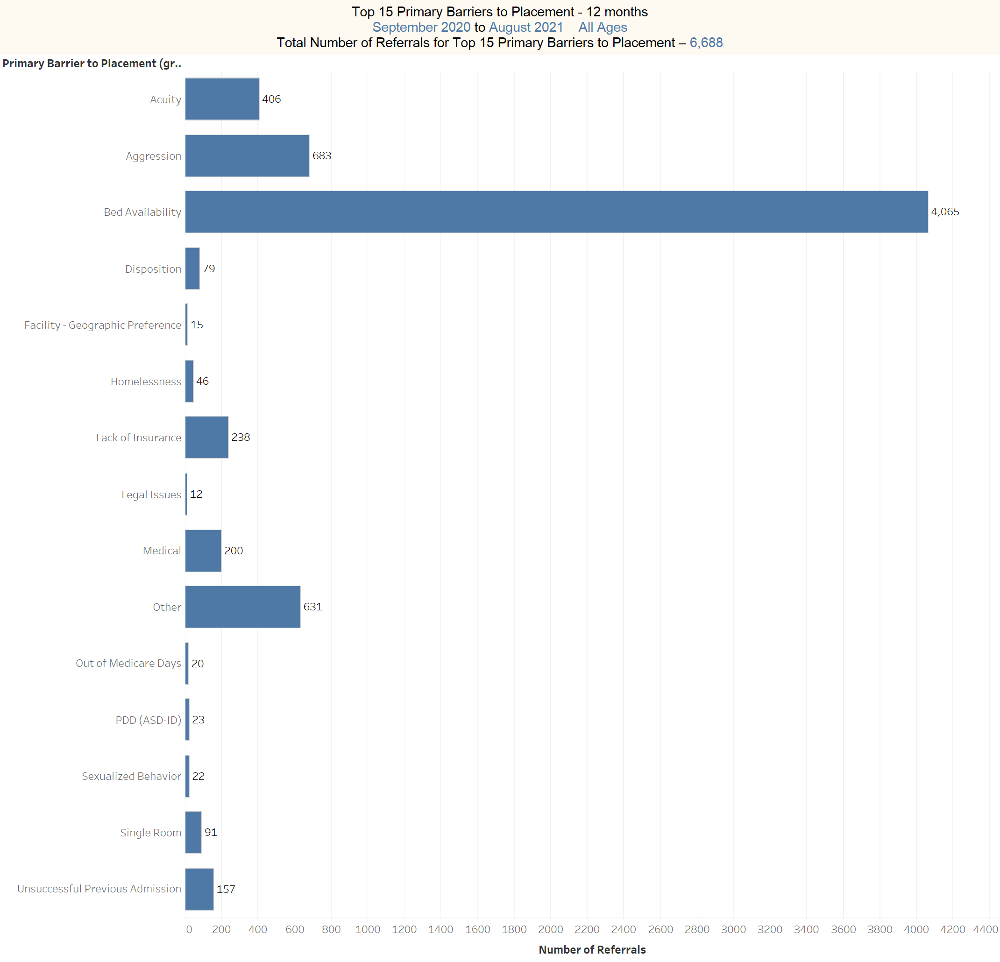 Top 15 Primary Barriers to Placement - 12 months
September 2020 to August 2021 All Ages
Total Number of Referrals for Top 15 Primary Barriers to Placement – 6,688
Primary Barrier to Placement (gr..
Acuity 406
Aggression 683
Bed Availability 4,065
Disposition 79
Facility - Geographic Preference 15
Homelessness 46
Lack of Insurance 238
Legal Issues 12
Medical 200
Other 631
Out of Medicare Days 20
PDD (ASD-ID) 23
Sexualized Behavior 22
Single Room 91
Unsuccessful Previous Admission 157
0 200 400 600 800 1000 1200 1400 1600 1800 2000 2200 2400 2600 2800 3000 3200 3400 3600 3800 4000 4200 4400
Number of Referrals